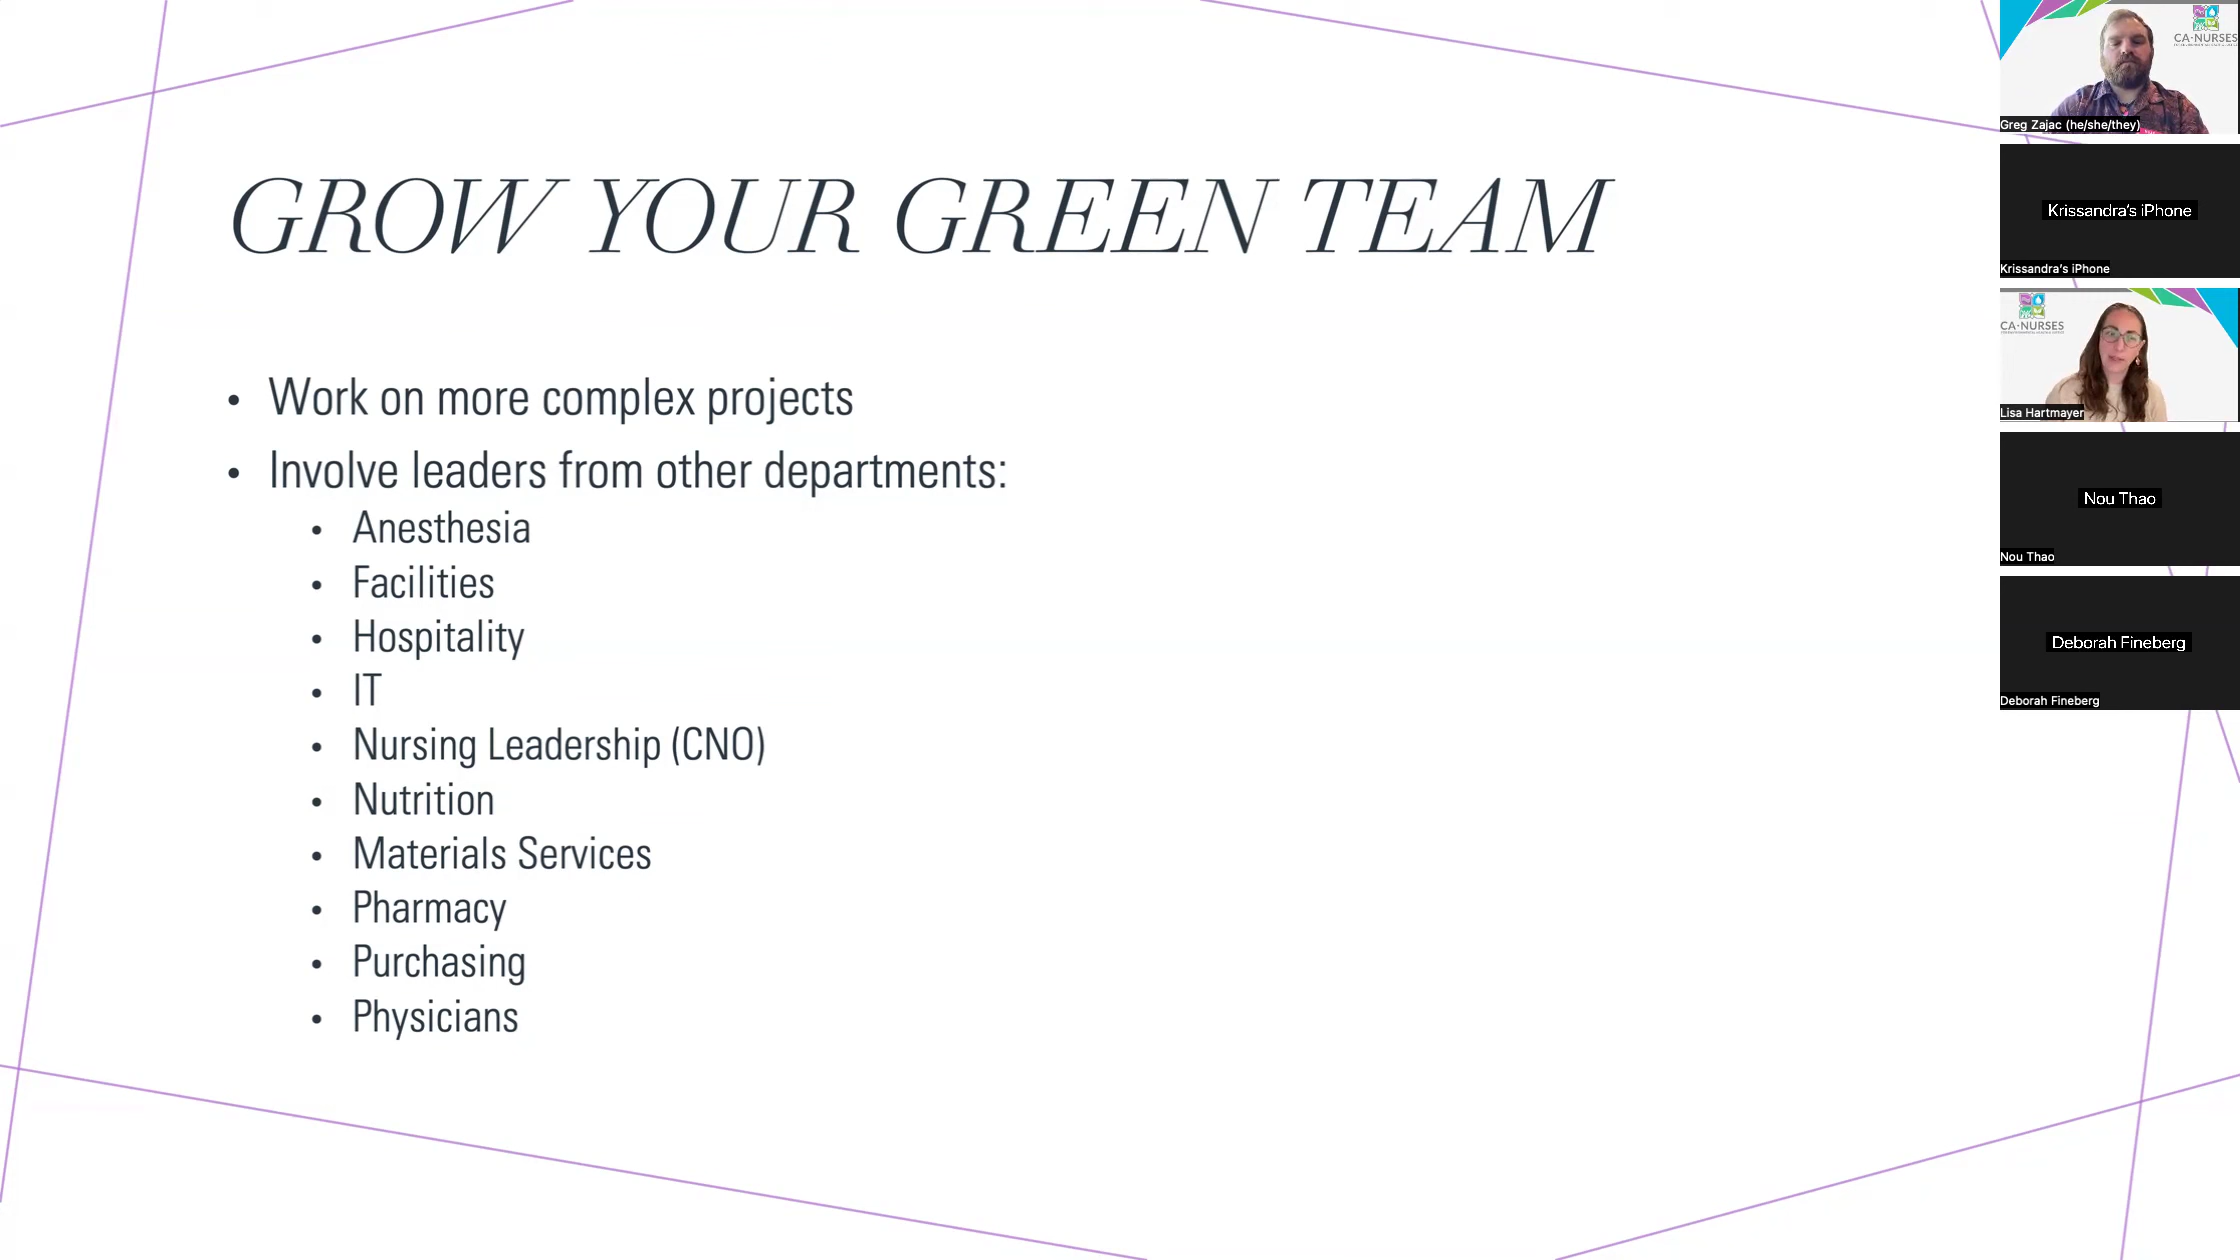 GROW YOUR GREEN TEAM
• Work on more complex projects
• Involve leaders from other departments:
• Anesthesia
• Facilities
• Hospitality
• IT
• Nursing Leadership (CNO)
• Nutrition
• Materials Services
• Pharmacy
• Purchasing
• Physicians
CA·NURSES
Greg Zajac (he/she/they)
Krissandra's iPhone
Krissandra's iPhone
CA·NURSES
Lisa Hartmayer
Nou Thao
Nou Thao
Deborah Fineberg
Deborah Fineberg